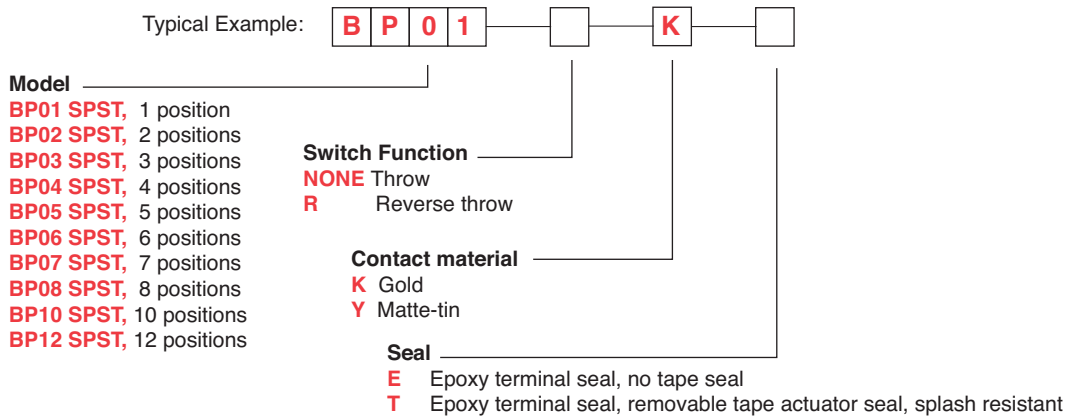 Typical Example: B P 0 1 K
Model
BP01 SPST, 1 position
BP02 SPST, 2 positions
BP03 SPST, 3 positions
BP04 SPST, 4 positions
BP05 SPST, 5 positions
BP06 SPST, 6 positions
BP07 SPST, 7 positions
BP08 SPST, 8 positions
BP10 SPST, 10 positions
BP12 SPST, 12 positions
Switch Function
NONE Throw
R Reverse throw
Contact material
K Gold
Y Matte-tin
Seal
E Epoxy terminal seal, no tape seal
T Epoxy terminal seal, removable tape actuator seal, splash resistant